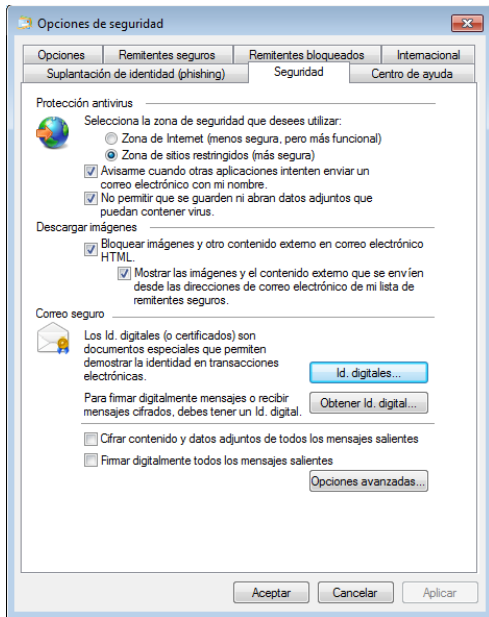 Opciones de seguridad
Opciones
Remitentes seguros
Remitentes bloqueados
Internacional
Suplantación de identidad (phishing)
Seguridad
Centro de ayuda
Protección antivirus
Selecciona la zona de seguridad que desees utilizar:
Zona de Internet (menos segura, pero más funcional)
Zona de sitios restringidos (más segura)
Avisarme cuando otras aplicaciones intenten enviar un
correo electrónico con mi nombre.
No permitir que se guarden ni abran datos adjuntos que
puedan contener virus.
Descargar imágenes
Bloquear imágenes y otro contenido externo en correo electrónico
HTML.
Mostrar las imágenes y el contenido externo que se envíen
desde las direcciones de correo electrónico de mi lista de
remitentes seguros.
Correo seguro
Los Id. digitales (o certificados) son
documentos especiales que permiten
demostrar la identidad en transacciones
electrónicas.
Id. digitales...
Para firmar digitalmente mensajes o recibir
mensajes cifrados, debes tener un Id. digital.
Obtener Id. digital...
Cifrar contenido y datos adjuntos de todos los mensajes salientes
Firmar digitalmente todos los mensajes salientes
Opciones avanzadas...
Aceptar
Cancelar
Aplicar